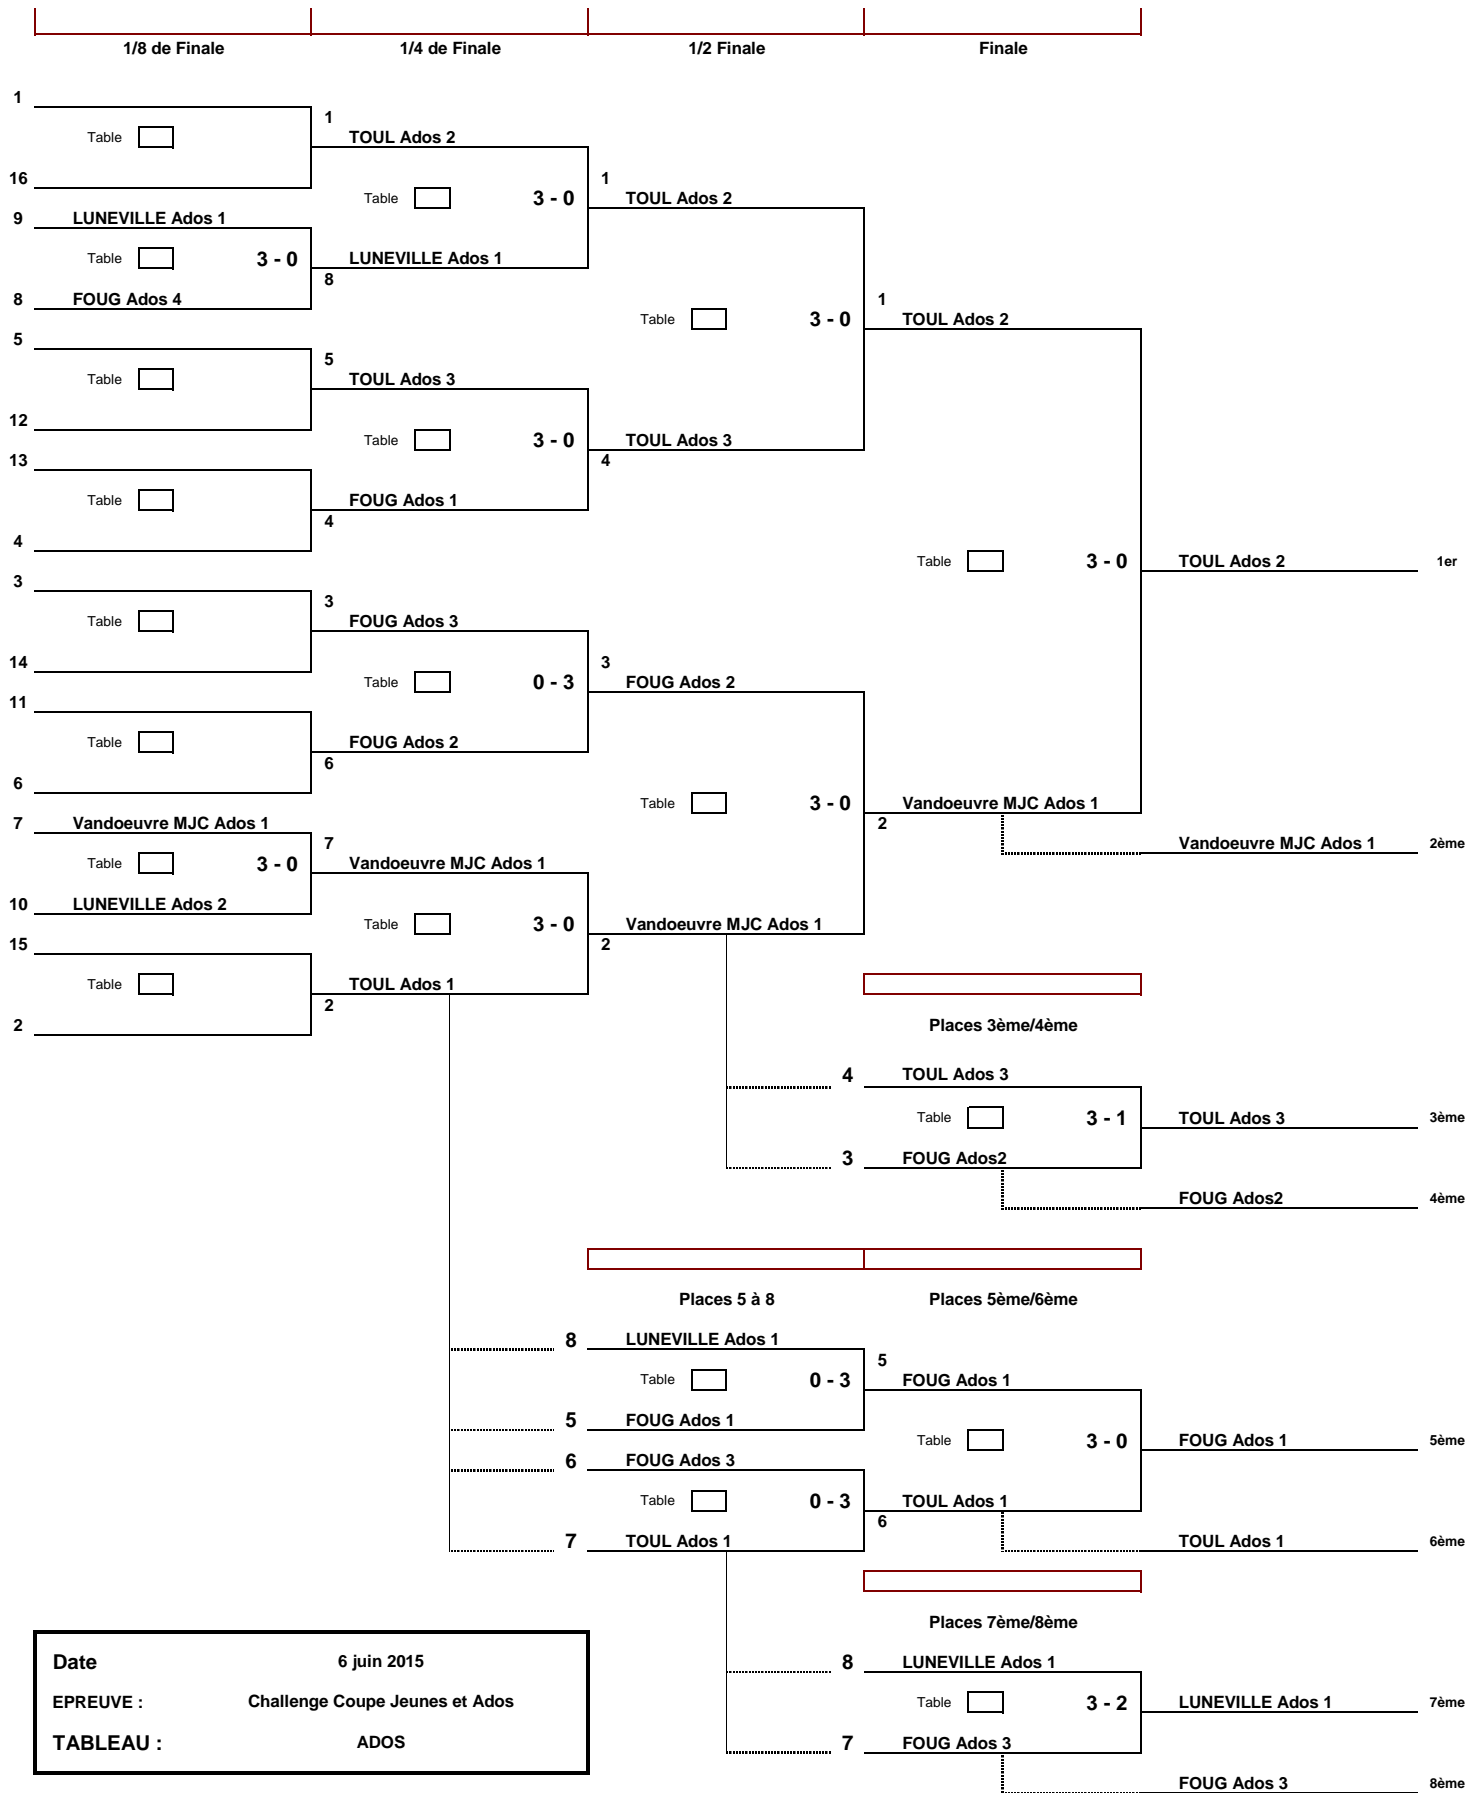 1/8 de Finale 1/4 de Finale 1/2 Finale Finale
1
1
Table
TOUL Ados 2
16
1
Table 3 - 0 TOUL Ados 2
9 LUNEVILLE Ados 1
Table 3 - 0 LUNEVILLE Ados 1
8
8 FOUG Ados 4
1
Table 3 - 0 TOUL Ados 2
5
5
Table TOUL Ados 3
12
Table 3 - 0 TOUL Ados 3
4
13
Table FOUG Ados 1
4
4
Table 3 - 0 TOUL Ados 2 1er
3
3
Table FOUG Ados 3
14
3
Table 0 - 3 FOUG Ados 2
11
Table FOUG Ados 2
6
6
Table 3 - 0 Vandoeuvre MJC Ados 1
2
7 Vandoeuvre MJC Ados 1
7
Vandoeuvre MJC Ados 1 2ème
Table 3 - 0 Vandoeuvre MJC Ados 1
10 LUNEVILLE Ados 2
Table 3 - 0 Vandoeuvre MJC Ados 1
2
15
Table TOUL Ados 1
2
2
Places 3ème/4ème
4 TOUL Ados 3
Table 3 - 1 TOUL Ados 3 3ème
3 FOUG Ados2
FOUG Ados2 4ème
Places 5 à 8 Places 5ème/6ème
8 LUNEVILLE Ados 1
5
Table 0 - 3 FOUG Ados 1
5 FOUG Ados 1
Table 3 - 0 FOUG Ados 1 5ème
6 FOUG Ados 3
Table 0 - 3 TOUL Ados 1
6
7 TOUL Ados 1
TOUL Ados 1 6ème
Places 7ème/8ème
8 LUNEVILLE Ados 1
Table 3 - 2 LUNEVILLE Ados 1 7ème
7 FOUG Ados 3
FOUG Ados 3 8ème
Date 6 juin 2015
EPREUVE : Challenge Coupe Jeunes et Ados
TABLEAU : ADOS